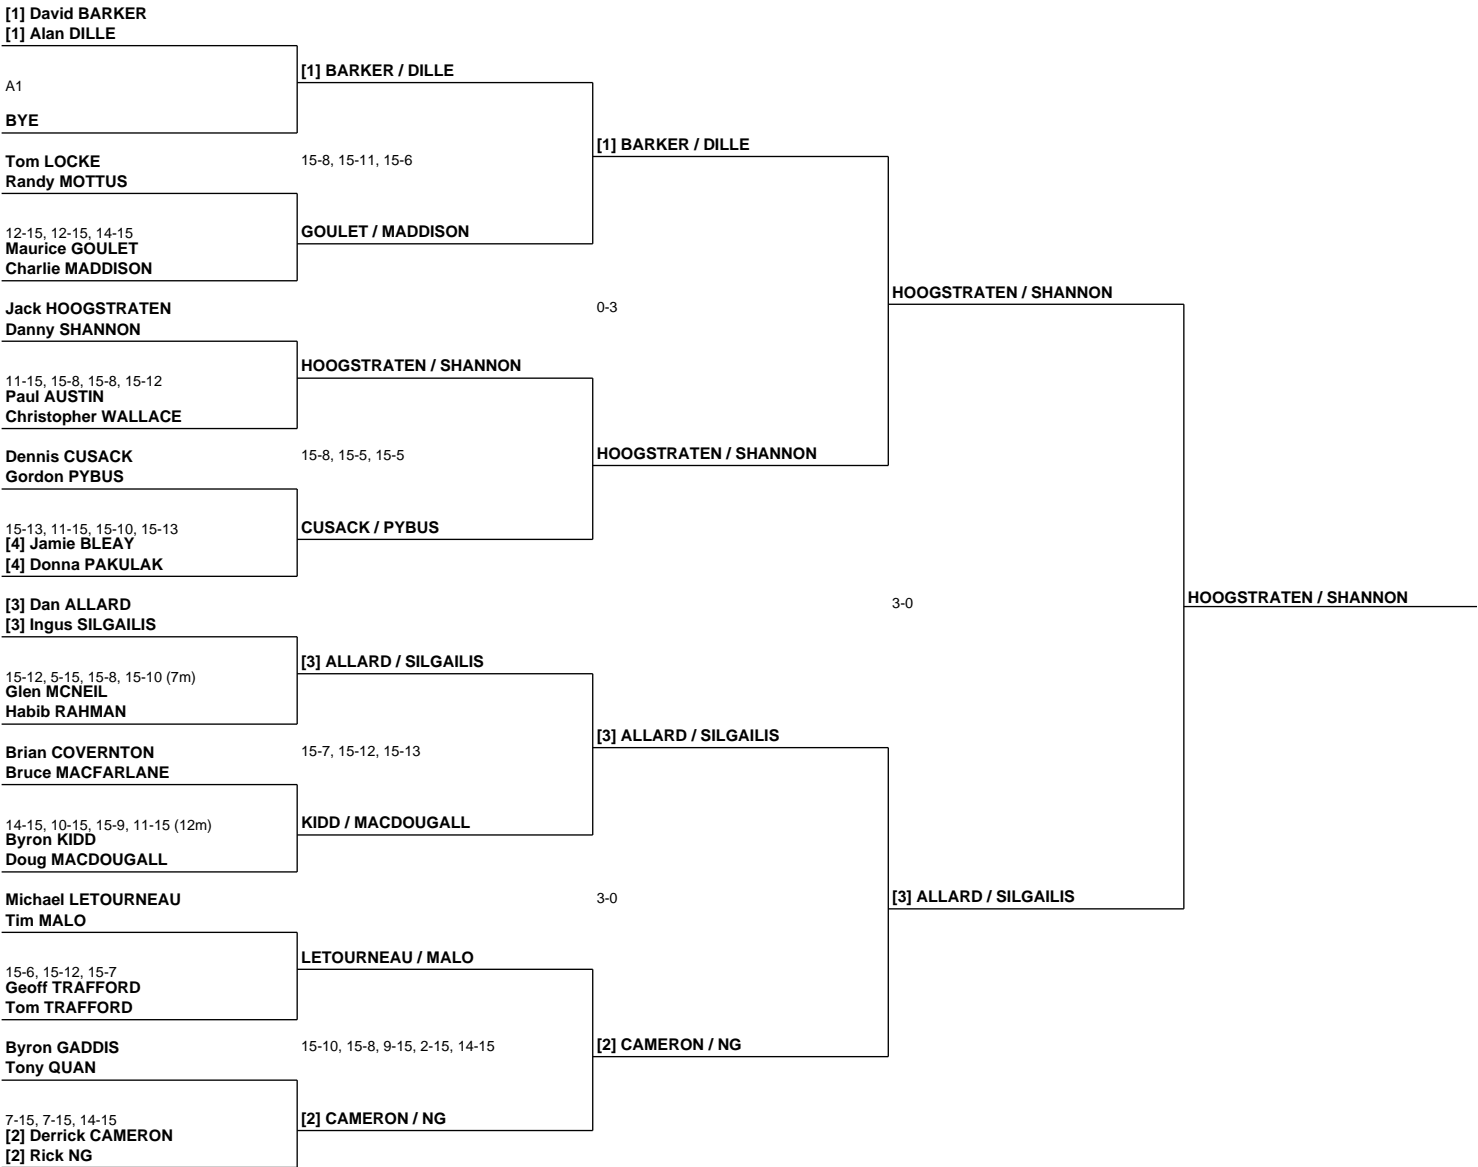 [1] David BARKER
[1] Alan DILLE
[1] BARKER / DILLE
A1
BYE
[1] BARKER / DILLE
Tom LOCKE
15-8, 15-11, 15-6
Randy MOTTUS
12-15, 12-15, 14-15
GOULET / MADDISON
Maurice GOULET
Charlie MADDISON
HOOGSTRATEN / SHANNON
Jack HOOGSTRATEN
0-3
Danny SHANNON
HOOGSTRATEN / SHANNON
11-15, 15-8, 15-8, 15-12
Paul AUSTIN
Christopher WALLACE
Dennis CUSACK
15-8, 15-5, 15-5
HOOGSTRATEN / SHANNON
Gordon PYBUS
15-13, 11-15, 15-10, 15-13
CUSACK / PYBUS
[4] Jamie BLEAY
[4] Donna PAKULAK
HOOGSTRATEN / SHANNON
[3] Dan ALLARD
3-0
[3] Ingus SILGAILIS
[3] ALLARD / SILGAILIS
15-12, 5-15, 15-8, 15-10 (7m)
Glen MCNEIL
Habib RAHMAN
[3] ALLARD / SILGAILIS
Brian COVERNTON
15-7, 15-12, 15-13
Bruce MACFARLANE
14-15, 10-15, 15-9, 11-15 (12m)
KIDD / MACDOUGALL
Byron KIDD
Doug MACDOUGALL
Michael LETOURNEAU
3-0
[3] ALLARD / SILGAILIS
Tim MALO
LETOURNEAU / MALO
15-6, 15-12, 15-7
Geoff TRAFFORD
Tom TRAFFORD
Byron GADDIS
15-10, 15-8, 9-15, 2-15, 14-15
[2] CAMERON / NG
Tony QUAN
7-15, 7-15, 14-15
[2] CAMERON / NG
[2] Derrick CAMERON
[2] Rick NG